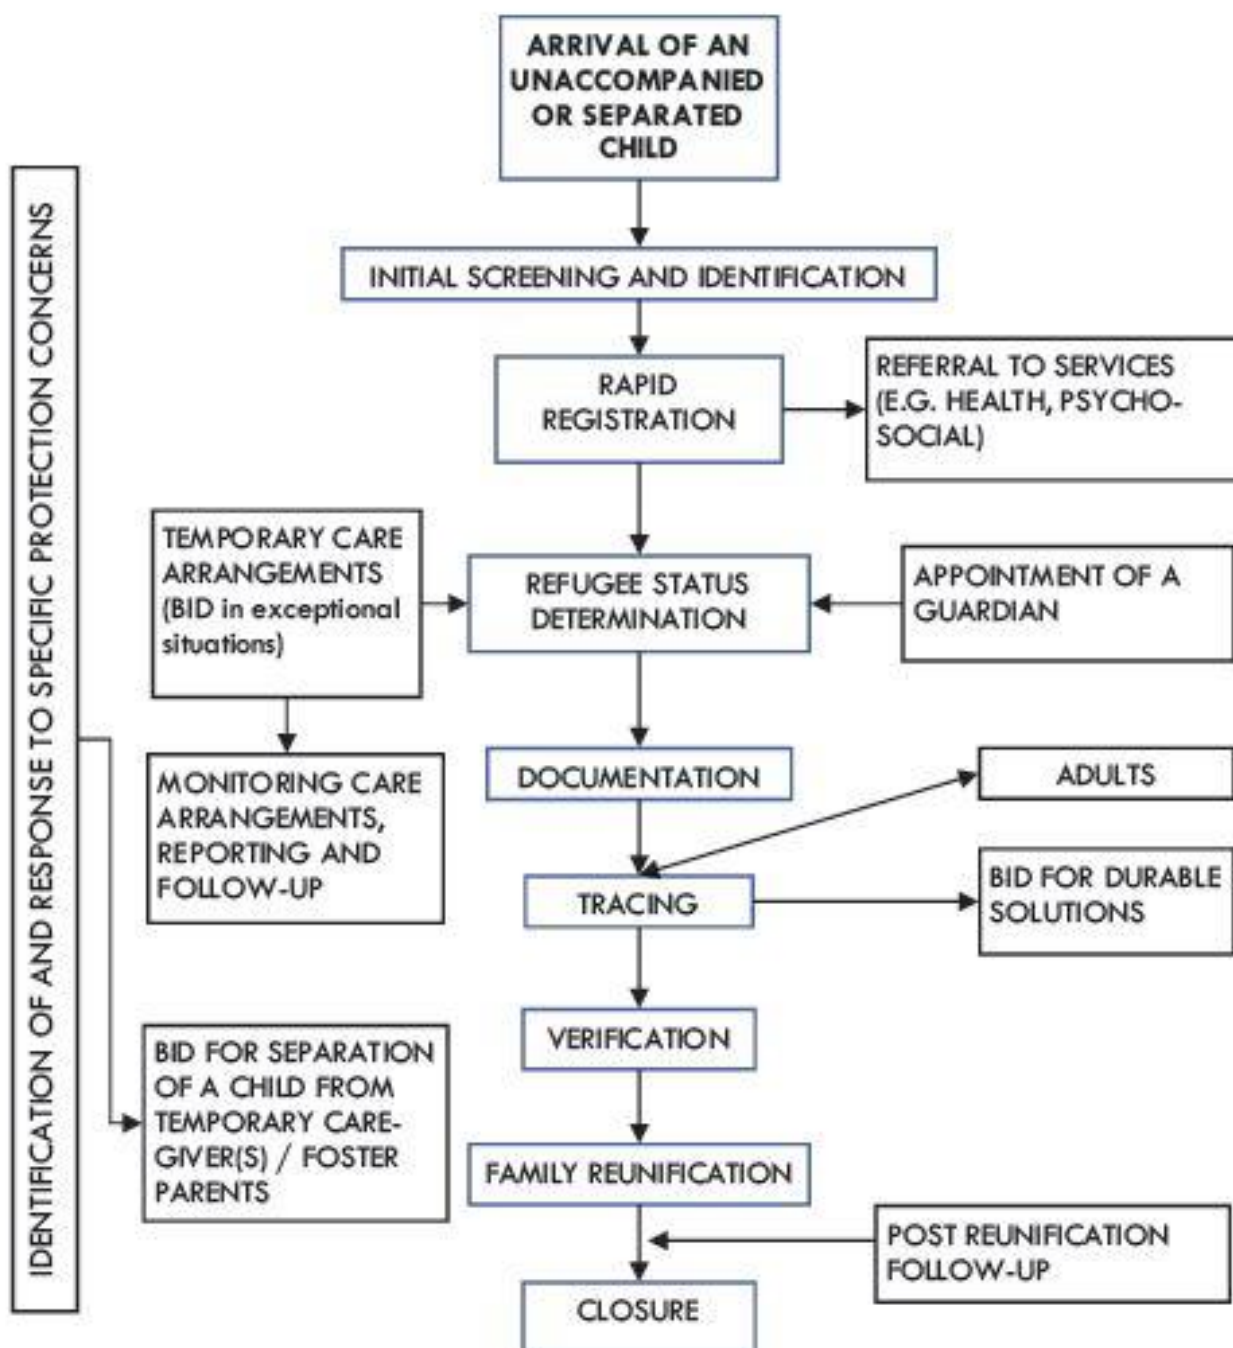 ARRIVAL OF AN
UNACCOMPANIED
OR SEPARATED
CHILD
INITIAL SCREENING AND IDENTIFICATION
RAPID
REGISTRATION
REFERRAL TO SERVICES
(E.G. HEALTH, PSYCHO-
SOCIAL)
TEMPORARY CARE
ARRANGEMENTS
(BID in exceptional
situations)
REFUGEE STATUS
DETERMINATION
APPOINTMENT OF A
GUARDIAN
MONITORING CARE
ARRANGEMENTS,
REPORTING AND
FOLLOW-UP
DOCUMENTATION
ADULTS
TRACING
BID FOR DURABLE
SOLUTIONS
VERIFICATION
BID FOR SEPARATION
OF A CHILD FROM
TEMPORARY CARE-
GIVER(S) / FOSTER
PARENTS
FAMILY REUNIFICATION
POST REUNIFICATION
FOLLOW-UP
CLOSURE
IDENTIFICATION OF AND RESPONSE TO SPECIFIC PROTECTION CONCERNS